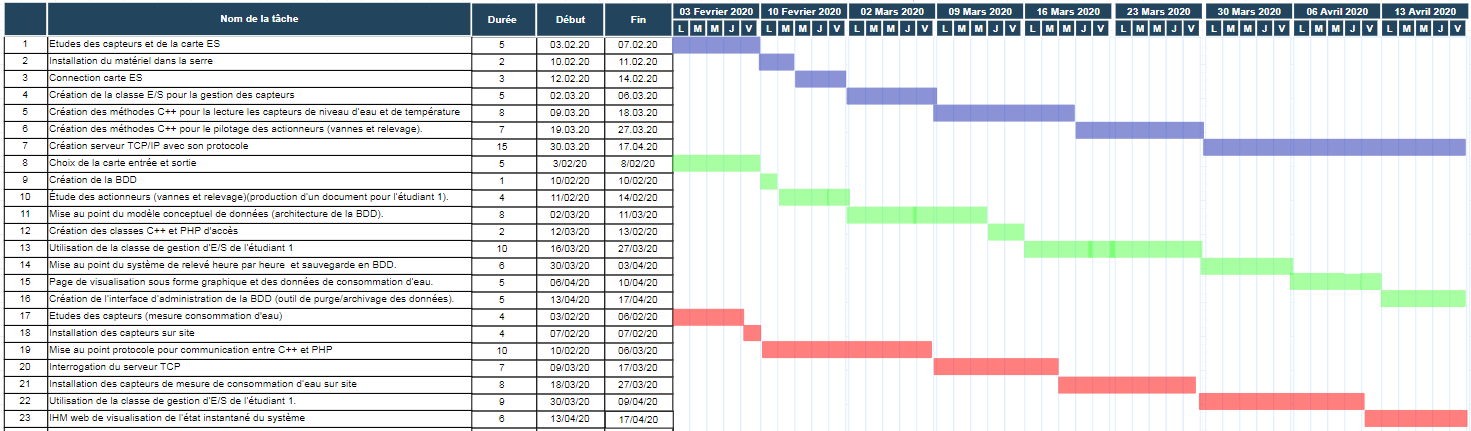 Nom de la tâche Durée Début Fin 03 Fevrier 2020 10 Fevrier 2020 02 Mars 2020 09 Mars 2020 16 Mars 2020 23 Mars 2020 30 Mars 2020 06 Avril 2020 13 Avril 2020
L M M J V L M M J V L M M J V L M M J V L M M J V L M M J V L M M J V L M M J V L M M J V
1 Etudes des capteurs et de la carte ES 5 03.02.20 07.02.20
2 Installation du matériel dans la serre 2 10.02.20 11.02.20
3 Connection carte ES 3 12.02.20 14.02.20
4 Création de la classe E/S pour la gestion des capteurs 5 02.03.20 06.03.20
5 Création des méthodes C++ pour la lecture les capteurs de niveau d'eau et de température 8 09.03.20 18.03.20
6 Création des méthodes C++ pour le pilotage des actionneurs (vannes et relevage). 7 19.03.20 27.03.20
7 Création serveur TCP/IP avec son protocole 15 30.03.20 17.04.20
8 Choix de la carte entrée et sortie 5 3/02/20 8/02/20
9 Création de la BDD 1 10/02/20 10/02/20
10 Étude des actionneurs (vannes et relevage)(production d'un document pour l'étudiant 1). 4 11/02/20 14/02/20
11 Mise au point du modèle conceptuel de données (architecture de la BDD). 8 02/03/20 11/03/20
12 Création des classes C++ et PHP d'accès 2 12/03/20 13/02/20
13 Utilisation de la classe de gestion d'E/S de l'étudiant 1 10 16/03/20 27/03/20
14 Mise au point du système de relevé heure par heure et sauvegarde en BDD. 6 30/03/20 03/04/20
15 Page de visualisation sous forme graphique et des données de consommation d'eau. 5 06/04/20 10/04/20
16 Création de l'interface d'administration de la BDD (outil de purge/archivage des données). 5 13/04/20 17/04/20
17 Etudes des capteurs (mesure consommation d'eau) 4 03/02/20 06/02/20
18 Installation des capteurs sur site 4 07/02/20 07/02/20
19 Mise au point protocole pour communication entre C++ et PHP 10 10/02/20 06/03/20
20 Interrogation du serveur TCP 7 09/03/20 17/03/20
21 Installation des capteurs de mesure de consommation d'eau sur site 8 18/03/20 27/03/20
22 Utilisation de la classe de gestion d'E/S de l'étudiant 1. 9 30/03/20 09/04/20
23 IHM web de visualisation de l'état instantané du système 6 13/04/20 17/04/20